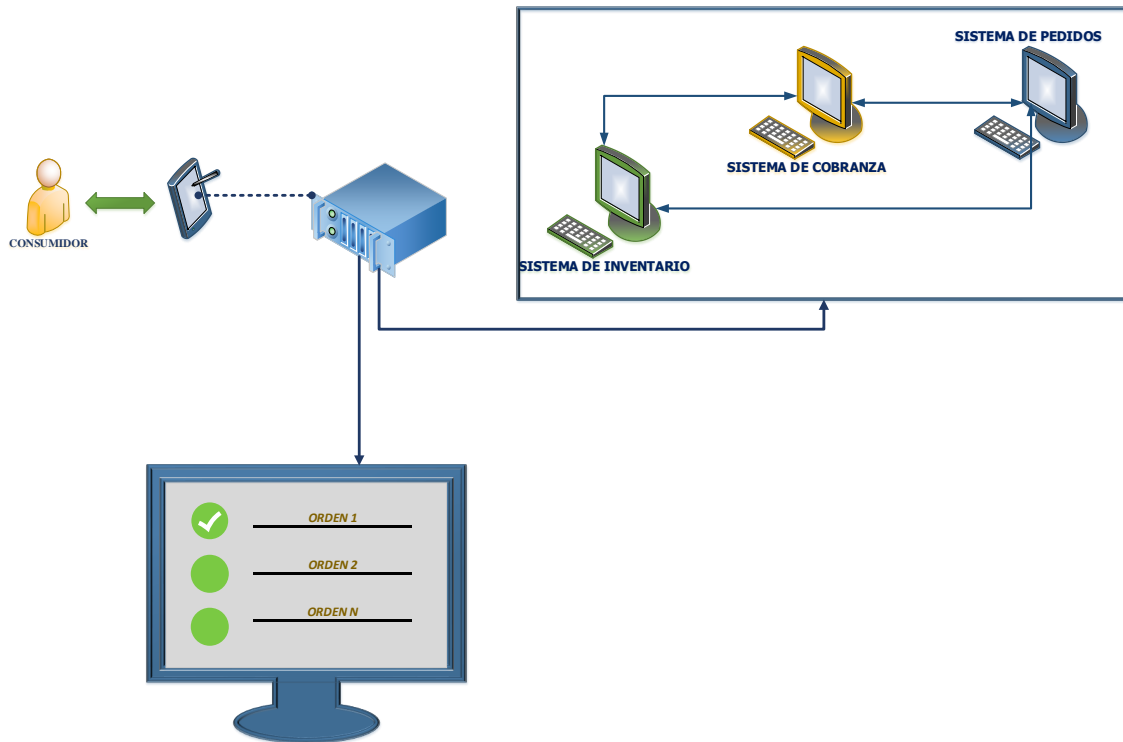 SISTEMA DE PEDIDOS
SISTEMA DE COBRANZA
CONSUMIDOR
SISTEMA DE INVENTARIO
ORDEN 1
ORDEN 2
ORDEN N